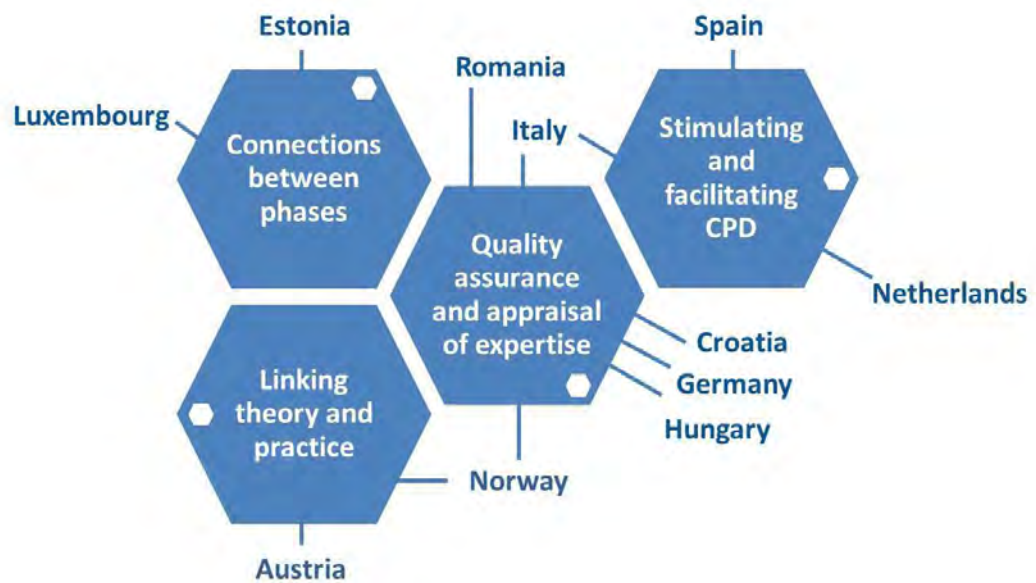 Estonia
Luxembourg
Connections
between
phases
Romania
Italy
Spain
Stimulating
and
facilitating
CPD
Netherlands
Quality
assurance
and appraisal
of expertise
Croatia
Germany
Hungary
Linking
theory and
practice
Norway
Austria